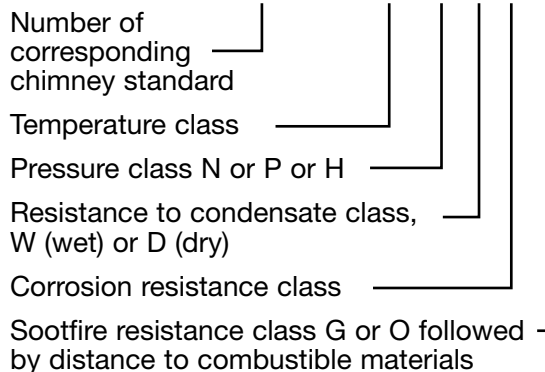 Number of
corresponding
chimney standard
Temperature class
Pressure class N or P or H
Resistance to condensate class,
W (wet) or D (dry)
Corrosion resistance class
Sootfire resistance class G or O followed
by distance to combustible materials